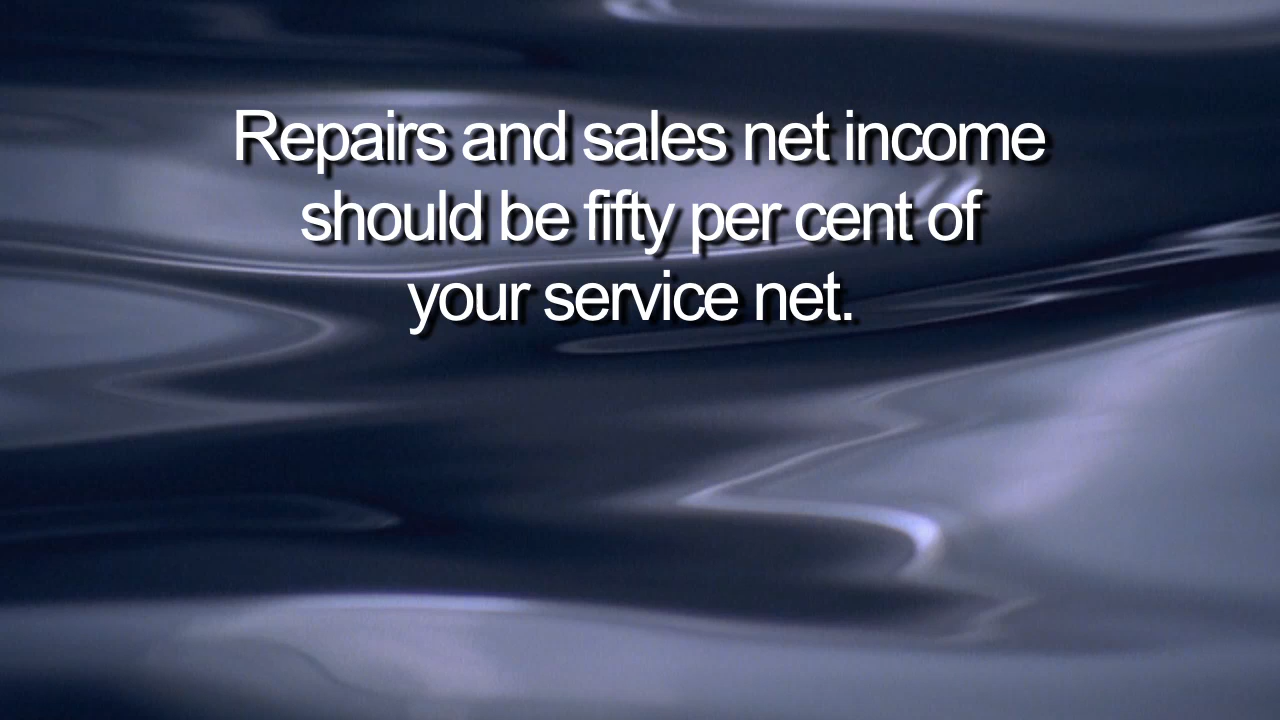 Repairs and sales net income
should be fifty per cent of
your service net.